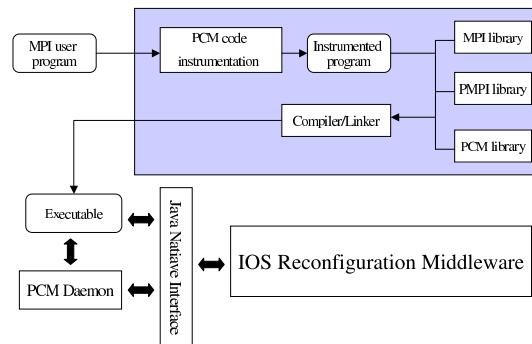 MPI user
program
PCM code
instrumentation
Instrumented
program
MPI library
PMPI library
PCM library
Compiler/Linker
Executable
PCM Daemon
Java Natiave Interface
IOS Reconfiguration Middleware